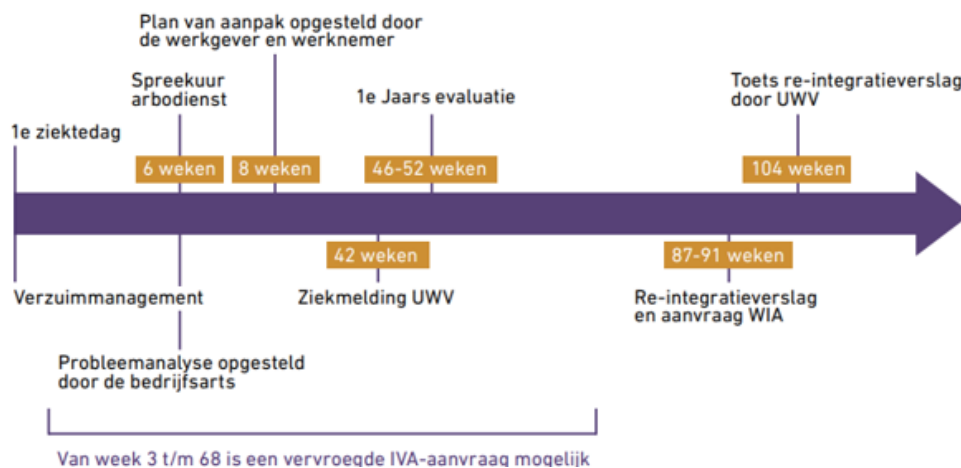 Plan van aanpak opgesteld door
de werkgever en werknemer
Spreekuur
arbodienst
1e Jaars evaluatie
Toets re-integratieverslag
door UWV
1e ziektedag
6 weken
8 weken
46-52 weken
104 weken
42 weken
87-91 weken
Verzuimmanagement
Ziekmelding UWV
Re-integratieverslag
en aanvraag WIA
Probleemanalyse opgesteld
door de bedrijfsarts
Van week 3 t/m 68 is een vervroegde IVA-aanvraag mogelijk